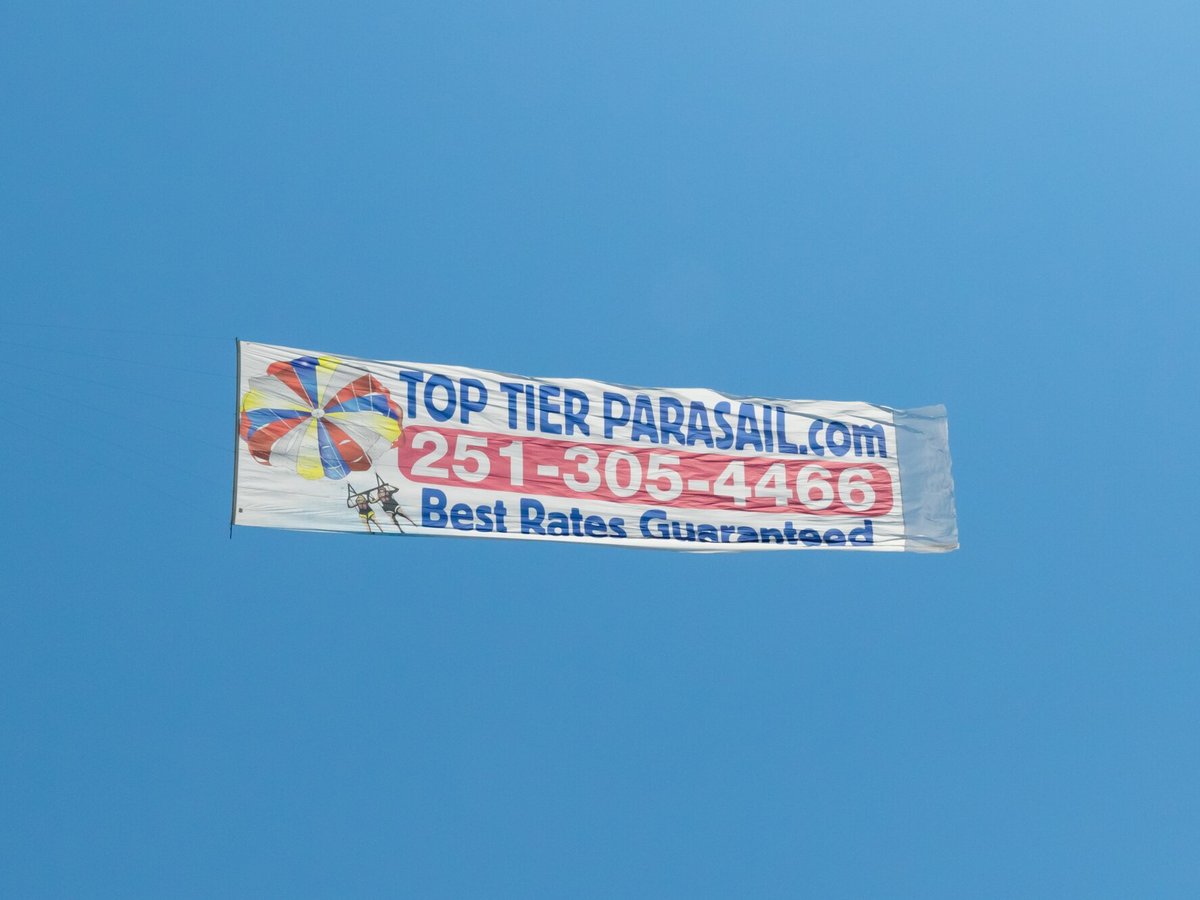 TOP TIER PARASAIL.com
251-305-4466
Best Rates Guaranteed